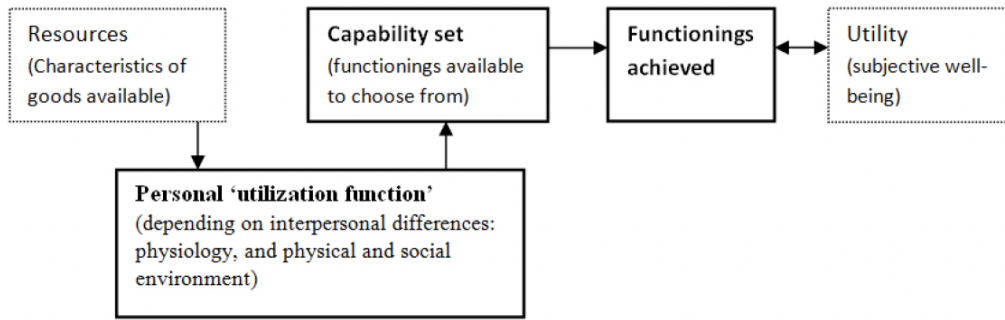 Resources
(Characteristics of
goods available)
Capability set
(functionings available
to choose from)
Functionings
achieved
Utility
(subjective well-
being)
Personal ‘utilization function’
(depending on interpersonal differences:
physiology, and physical and social
environment)